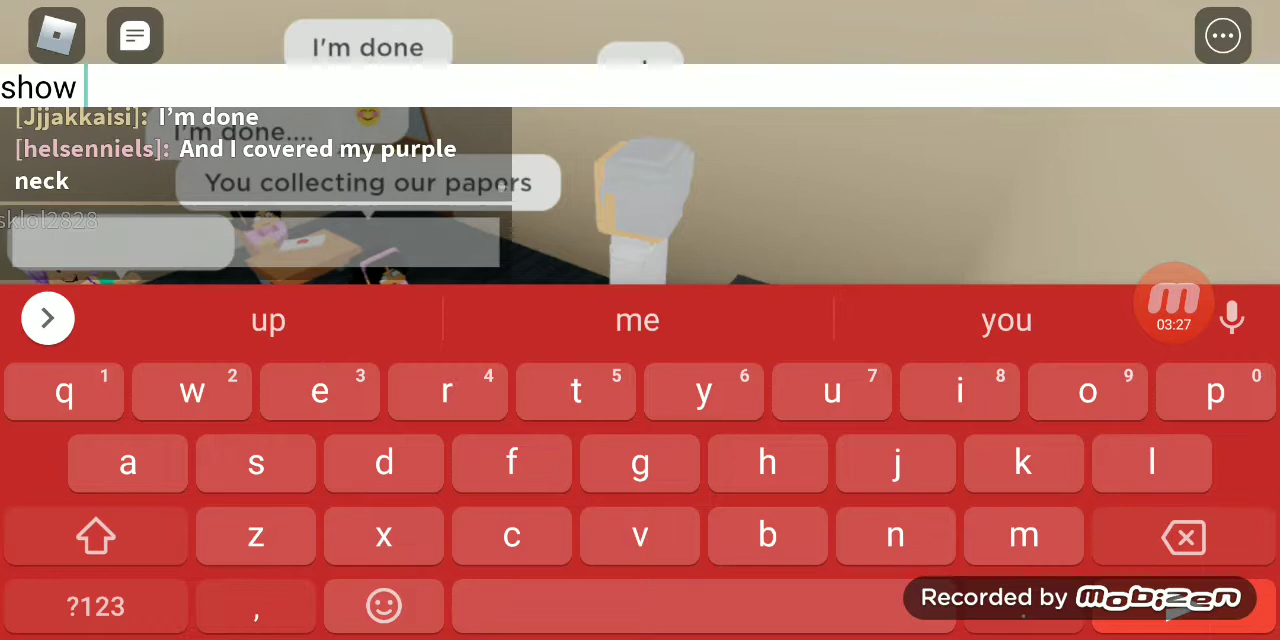 I'm done
show
[Jjjakkaisi]: I'm done
I'm done....
[helsenniels]: And I covered my purple
neck
You collecting our papers
sklol2828
up me you
03:27
q 1 w 2 e 3 r 4 t 5 y 6 u 7 i 8 o 9 p 0
a s d f g h j k l
z x c v b n m
?123 , .
Recorded by mobizen